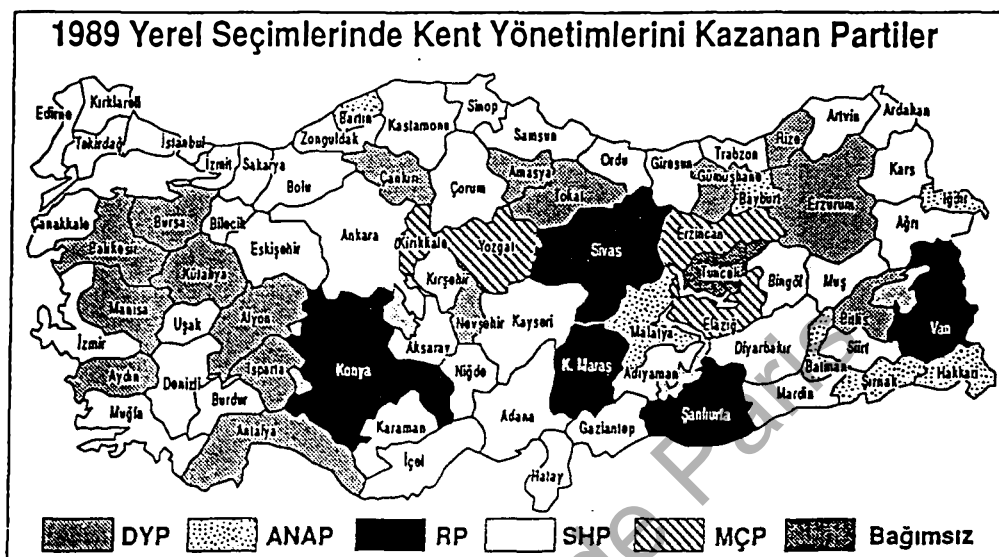 1989 Yerel Seçimlerinde Kent Yönetimlerini Kazanan Partiler
Edirne Kırklareli Tekirdağ İstanbul İzmit Sakarya Zonguldak Bartın Kastamonu Sinop Samsun Ordu Giresun Trabzon Rize Artvin Ardahan
Bolu Çankırı Çorum Amasya Tokat Gümüşhane Bayburt Erzurum Kars Iğdır
Çanakkale Balıkesir Bursa Bilecik Eskişehir Ankara Kırıkkale Yozgat Sivas Erzincan Ağrı
Kütahya Kırşehir Tunceli Bingöl Muş
Manisa Uşak Afyon Nevşehir Kayseri Malatya Elazığ Bitlis Van
İzmir Aksaray Diyarbakır Siirt
Aydın Denizli Isparta Konya Niğde K. Maraş Adıyaman Batman Şırnak Hakkari
Muğla Burdur Antalya Karaman Adana Gaziantep Şanlıurfa Mardin
İçel Hatay
DYP ANAP RP SHP MÇP Bağımsız